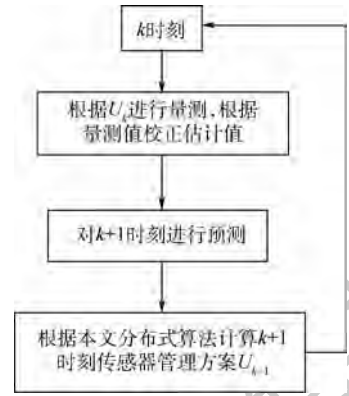 k时刻
根据U_k进行量测,根据
量测值校正估计值
对k+1时刻进行预测
根据本文分布式算法计算k+1
时刻传感器管理方案U_{k+1}